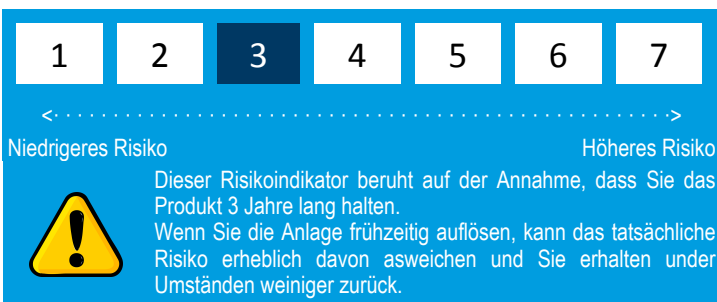 1 2 3 4 5 6 7
<· · · · · · · · · · · · · · · · · · · · · · · · · · · · · · · · · · · · · · · · · · · · · · · · · · · ·>
Niedrigeres Risiko Höheres Risiko
Dieser Risikoindikator beruht auf der Annahme, dass Sie das
Produkt 3 Jahre lang halten.
Wenn Sie die Anlage frühzeitig auflösen, kann das tatsächliche
Risiko erheblich davon asweichen und Sie erhalten under
Umständen weiniger zurück.